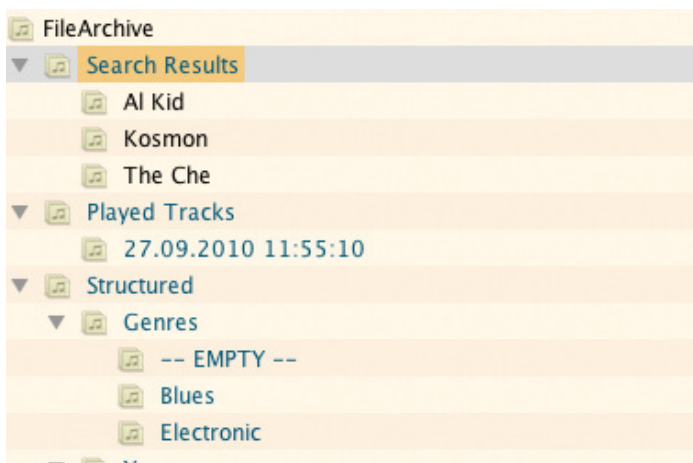 FileArchive
Search Results
Al Kid
Kosmon
The Che
Played Tracks
27.09.2010 11:55:10
Structured
Genres
-- EMPTY --
Blues
Electronic